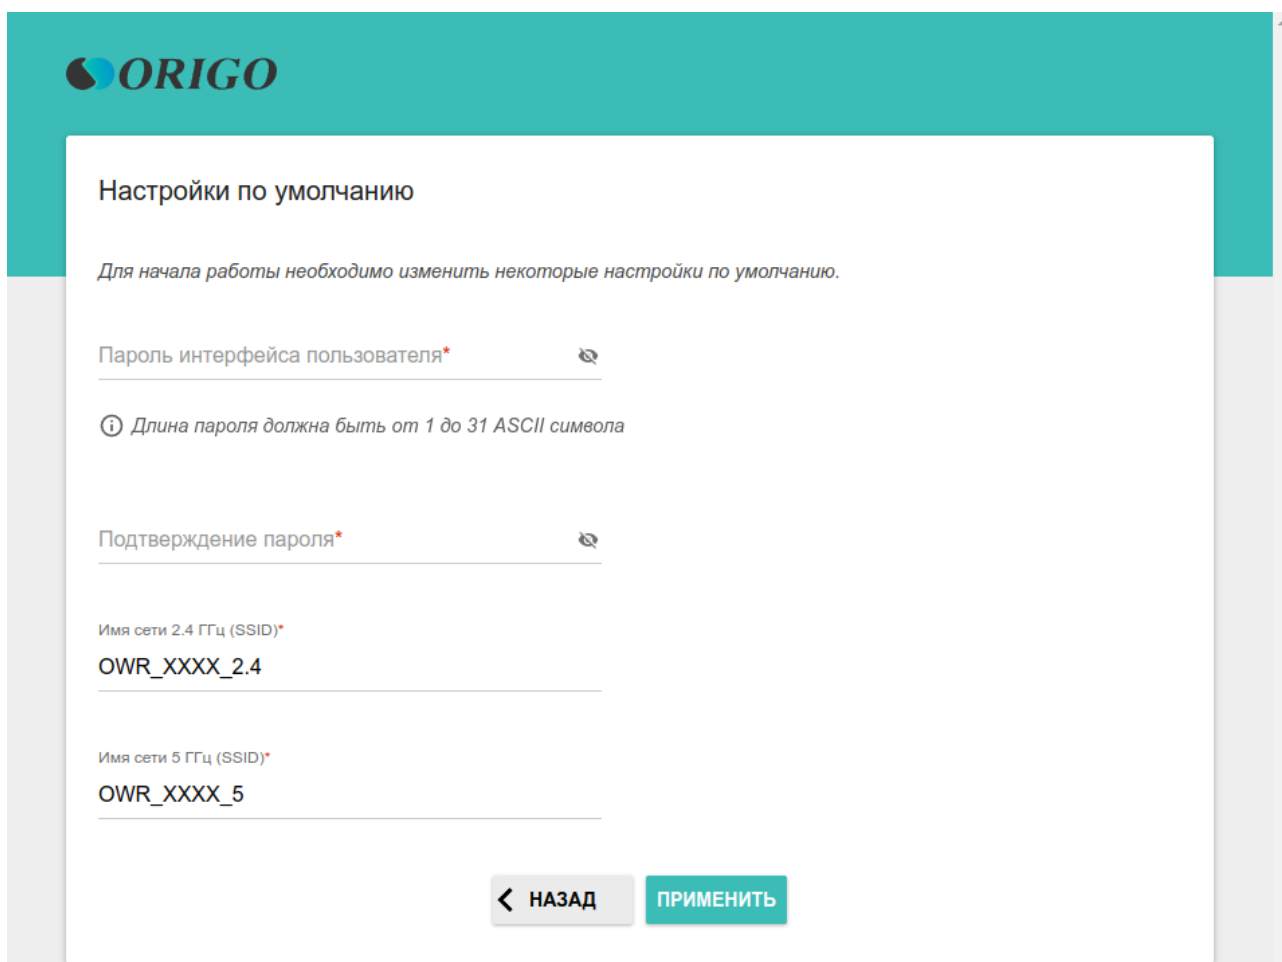 ORIGO
Настройки по умолчанию
Для начала работы необходимо изменить некоторые настройки по умолчанию.
Пароль интерфейса пользователя*
Длина пароля должна быть от 1 до 31 ASCII символа
Подтверждение пароля*
Имя сети 2.4 ГГц (SSID)*
OWR_XXXX_2.4
Имя сети 5 ГГц (SSID)*
OWR_XXXX_5
НАЗАД ПРИМЕНИТЬ